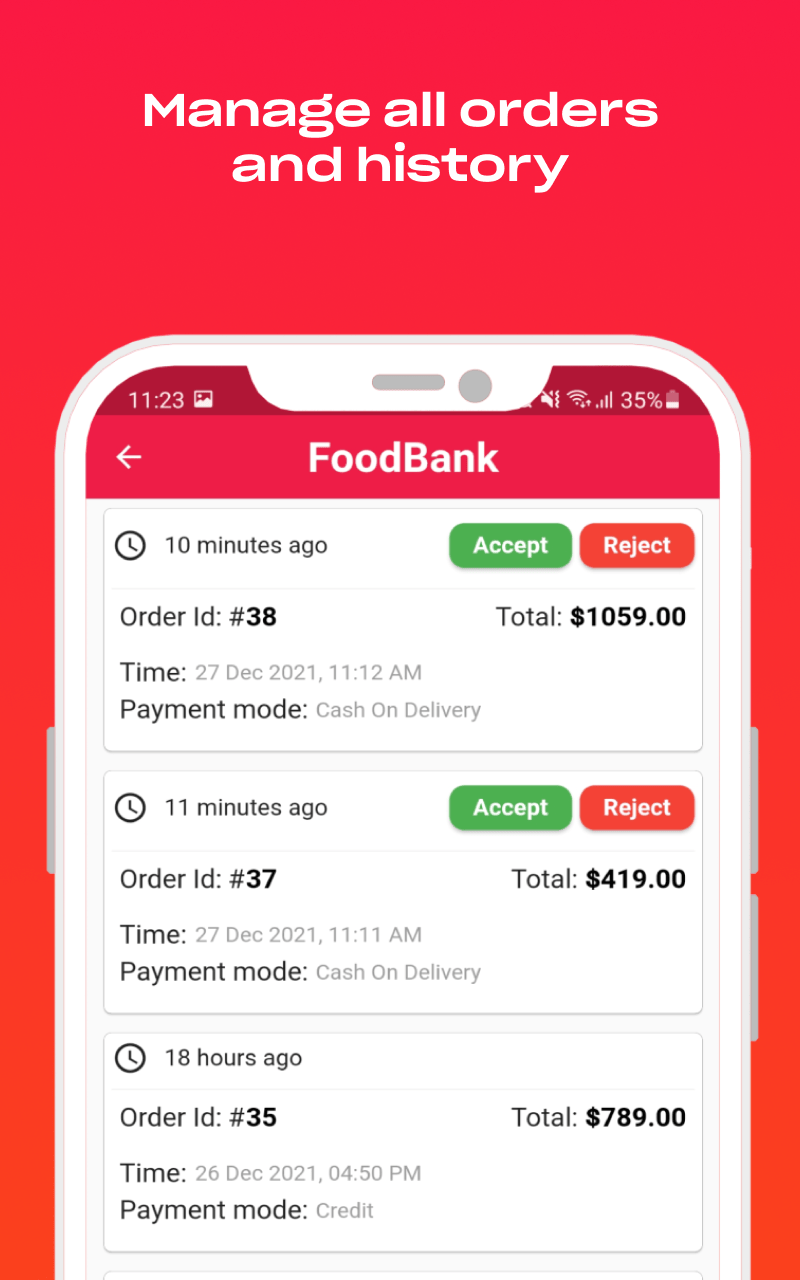 Manage all orders
and history
11:23 35%
FoodBank
10 minutes ago Accept Reject
Order Id: #38 Total: $1059.00
Time: 27 Dec 2021, 11:12 AM
Payment mode: Cash On Delivery
11 minutes ago Accept Reject
Order Id: #37 Total: $419.00
Time: 27 Dec 2021, 11:11 AM
Payment mode: Cash On Delivery
18 hours ago
Order Id: #35 Total: $789.00
Time: 26 Dec 2021, 04:50 PM
Payment mode: Credit